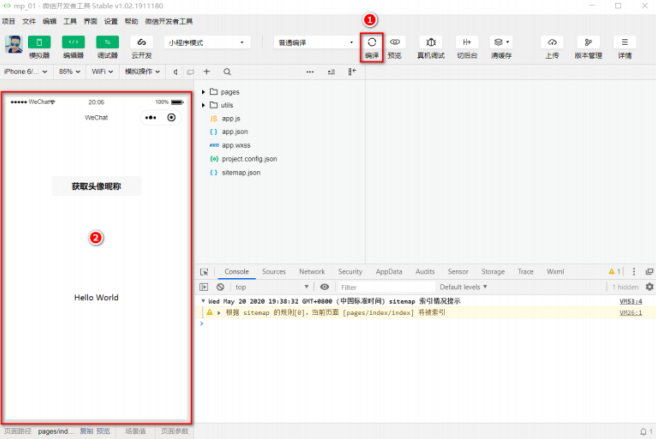 mp_01 - 微信开发者工具 Stable v1.02.1911180
项目 文件 编辑 工具 界面 设置 帮助 微信开发者工具
1
模拟器 编辑器 调试器 云开发 小程序模式 普通编译 编译 预览 真机调试 切后台 清缓存 上传 版本管理 详情
iPhone 6/... 85% WiFi 模拟操作
WeChat 20:06 100%
WeChat
获取头像昵称
2
Hello World
pages
utils
JS app.js
{ } app.json
app.wxss
{o} project.config.json
{ } sitemap.json
Console Sources Network Security AppData Audits Sensor Storage Trace Wxml 1
top Filter Default levels 1 hidden
Wed May 20 2020 19:38:32 GMT+0800 (中国标准时间) sitemap 索引情况提示 VM53:4
根据 sitemap 的规则[0]，当前页面 [pages/index/index] 将被索引 VM26:1
页面路径 pages/ind... 复制 预览 场景值 页面参数 1